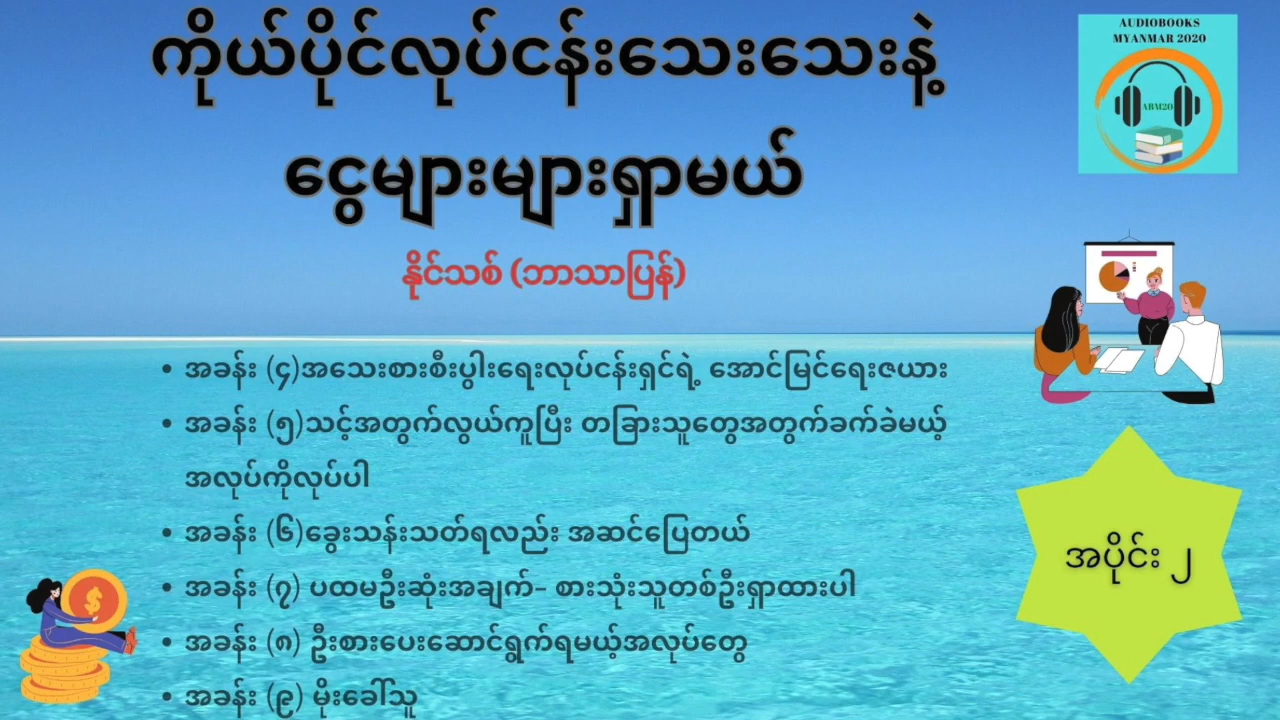 ကိုယ်ပိုင်လုပ်ငန်းသေးသေးနဲ့
ငွေများများရှာမယ်
နိုင်သစ် (ဘာသာပြန်)
• အခန်း (၄)အသေးစားစီးပွါးရေးလုပ်ငန်းရှင်ရဲ့ အောင်မြင်ရေးဇယား
• အခန်း (၅)သင့်အတွက်လွယ်ကူပြီး တခြားသူတွေအတွက်ခက်ခဲမယ့်
အလုပ်ကိုလုပ်ပါ
• အခန်း (၆)ခွေးသန်းသတ်ရလည်း အဆင်ပြေတယ်
• အခန်း (၇) ပထမဦးဆုံးအချက်- စားသုံးသူတစ်ဦးရှာထားပါ
• အခန်း (၈) ဦးစားပေးဆောင်ရွက်ရမယ့်အလုပ်တွေ
• အခန်း (၉) မိုးခေါ်သူ
AUDIOBOOKS
MYANMAR 2020
ABM20
အပိုင်း ၂